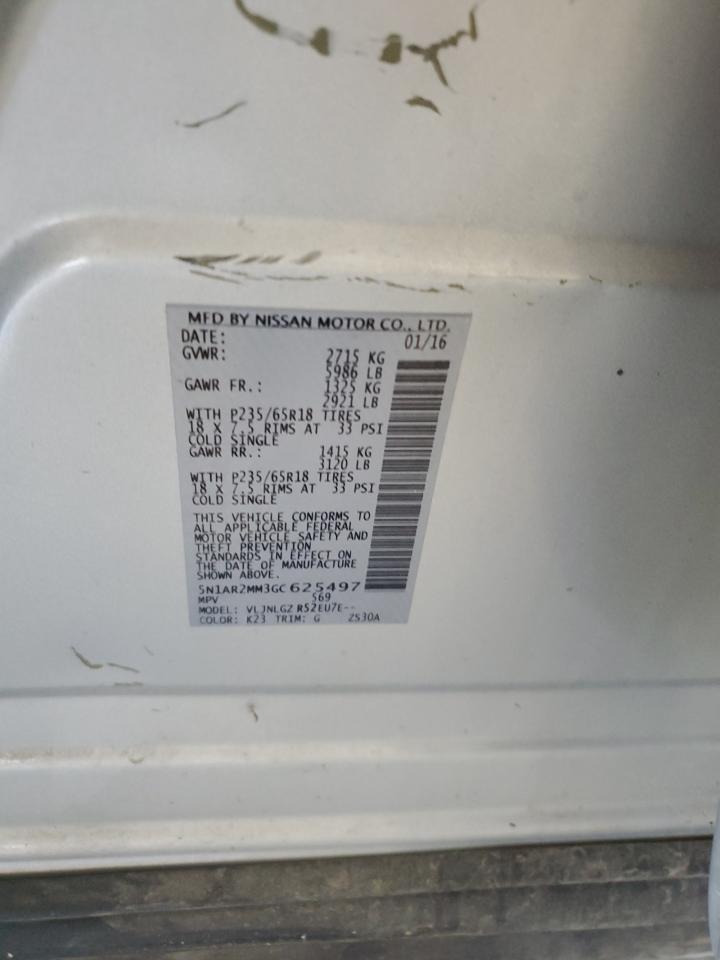 MFD BY NISSAN MOTOR CO., LTD.
DATE: 01/16
GVWR: 2715 KG
5986 LB
GAWR FR.: 1325 KG
2921 LB
WITH P235/65R18 TIRES
18 X 7.5 RIMS AT 33 PSI
COLD SINGLE
GAWR RR.: 1415 KG
3120 LB
WITH P235/65R18 TIRES
18 X 7.5 RIMS AT 33 PSI
COLD SINGLE
THIS VEHICLE CONFORMS TO
ALL APPLICABLE FEDERAL
MOTOR VEHICLE SAFETY AND
THEFT PREVENTION
STANDARDS IN EFFECT ON
THE DATE OF MANUFACTURE
SHOWN ABOVE.
5N1AR2MM3GC625497
MPV 569
MODEL: VLJNLGZ R52EU7E--
COLOR: K23 TRIM: G ZS30A